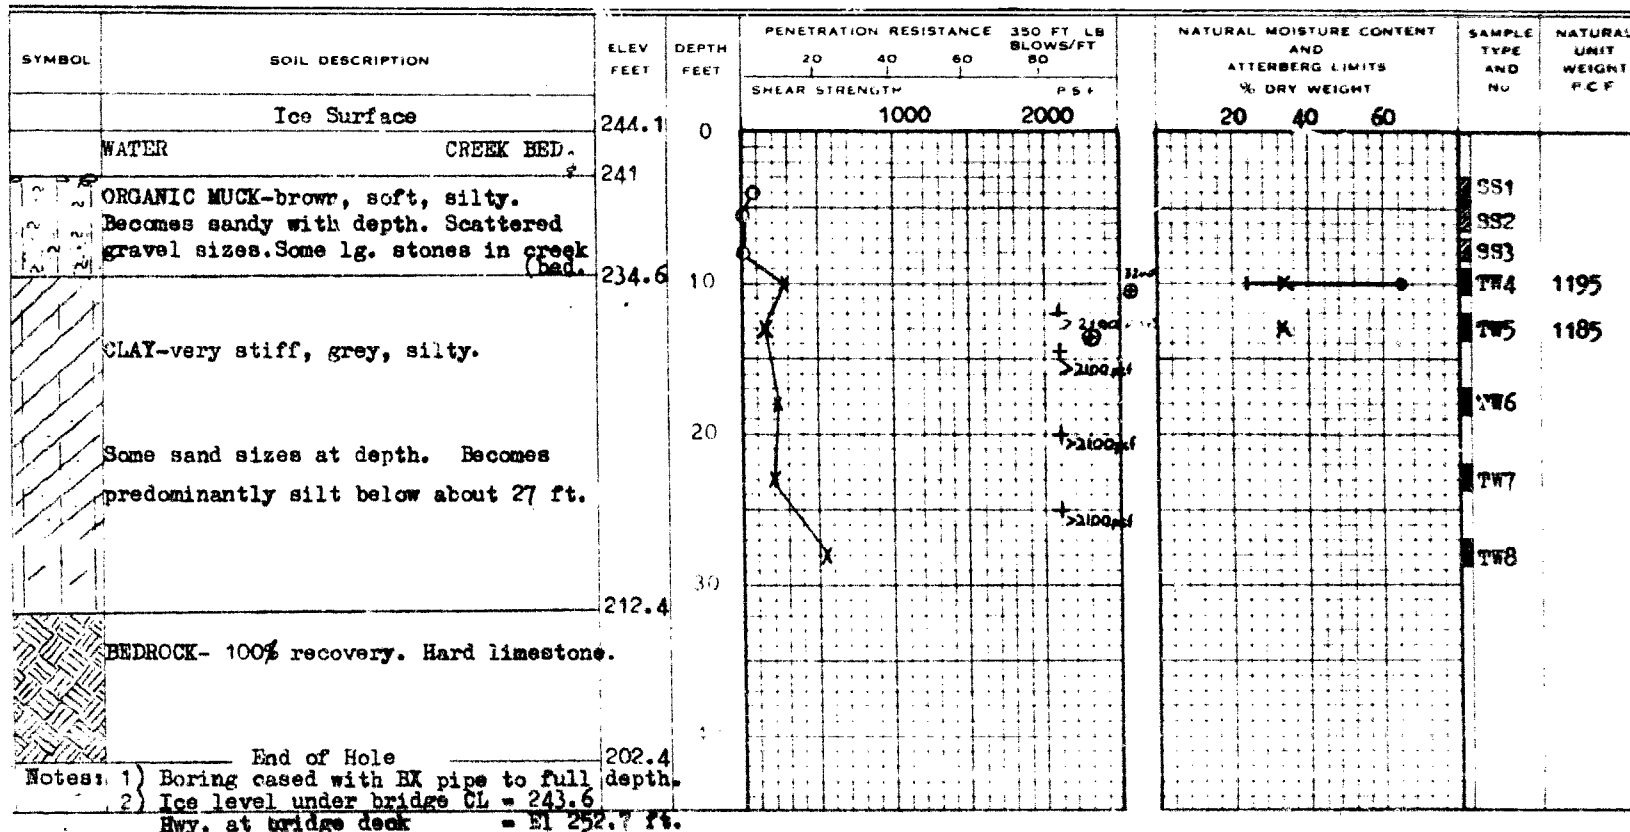 SYMBOL
SOIL DESCRIPTION
ELEV FEET
DEPTH FEET
PENETRATION RESISTANCE 350 FT LB
BLOWS/FT
20 40 60 80
SHEAR STRENGTH P S F
1000 2000
NATURAL MOISTURE CONTENT
AND
ATTERBERG LIMITS
% DRY WEIGHT
20 40 60
SAMPLE
TYPE
AND
NO
NATURAL
UNIT
WEIGHT
P.C.F
Ice Surface
244.1
0
WATER CREEK BED.
241
ORGANIC MUCK-brown, soft, silty.
Becomes sandy with depth. Scattered
gravel sizes.Some lg. stones in creek
(bed.
234.6
10
CLAY-very stiff, grey, silty.
20
Some sand sizes at depth. Becomes
predominantly silt below about 27 ft.
30
212.4
BEDROCK- 100% recovery. Hard limestone.
End of Hole
202.4
>2100
>2100psf
>2100psf
>2100psf
SS1
SS2
SS3
TW4 1195
TW5 1185
TW6
TW7
TW8
Notes: 1) Boring cased with BX pipe to full depth.
2) Ice level under bridge CL = 243.6
Hwy. at bridge deck = El 252.7 ft.